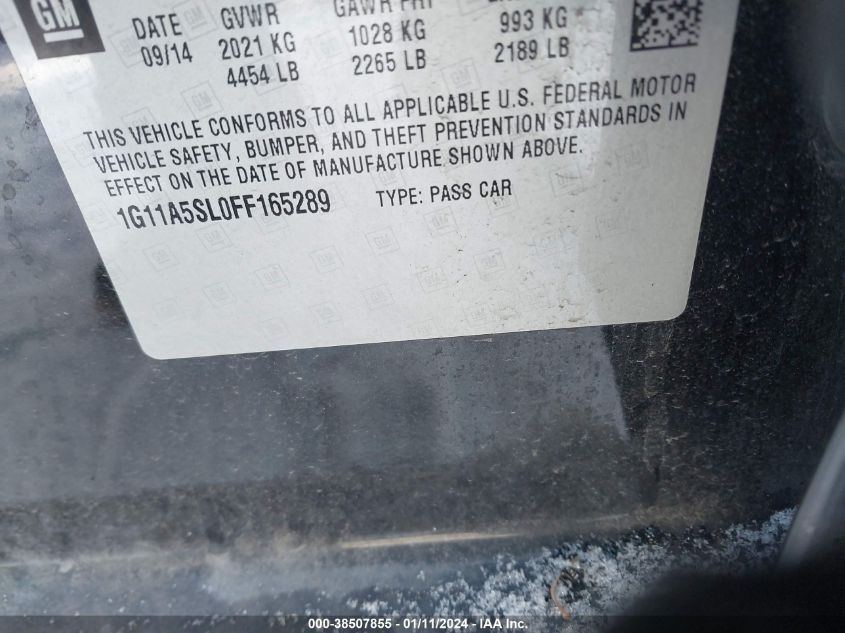 GM
DATE GVWR GAWR FRT
09/14 2021 KG 1028 KG 993 KG
4454 LB 2265 LB 2189 LB
THIS VEHICLE CONFORMS TO ALL APPLICABLE U.S. FEDERAL MOTOR
VEHICLE SAFETY, BUMPER, AND THEFT PREVENTION STANDARDS IN
EFFECT ON THE DATE OF MANUFACTURE SHOWN ABOVE.
1G11A5SL0FF165289 TYPE: PASS CAR
000-38507855 - 01/11/2024 - IAA Inc.